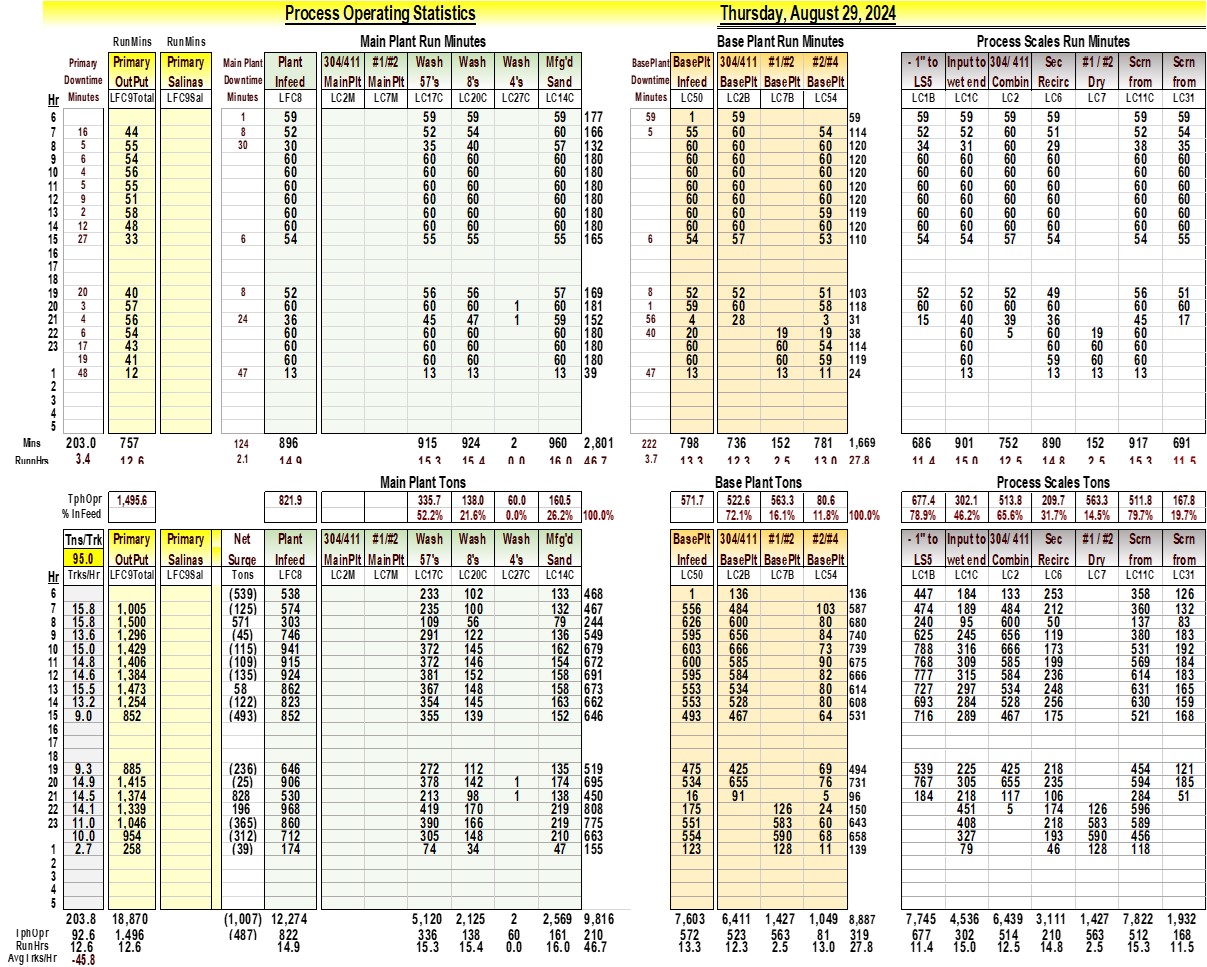 Process Operating Statistics Thursday, August 29, 2024
RunMins RunMins Main Plant Run Minutes Base Plant Run Minutes Process Scales Run Minutes
Primary Primary Primary Main Plant Plant 304/411 #1/#2 Wash Wash Wash Mfg'd BasePlant BasePlt 304/411 #1/#2 #2/#4 - 1" to Input to 304/ 411 Sec #1 / #2 Scrn Scrn
Downtime OutPut Salinas Downtime Infeed MainPlt MainPlt 57's 8's 4's Sand Downtime Infeed BasePlt BasePlt BasePlt LS5 wet end Combin Recirc Dry from from
Hr Minutes LFC9Total LFC9Sal Minutes LFC8 LC2M LC7M LC17C LC20C LC27C LC14C Minutes LC50 LC2B LC7B LC54 LC1B LC1C LC2 LC6 LC7 LC11C LC31
6 1 59 59 59 59 177 59 1 60 59 59 59 59 59 59 59
7 16 44 8 52 52 54 60 166 5 55 60 54 114 52 52 60 51 52 54
8 5 55 30 30 35 40 57 132 60 60 60 120 34 31 60 29 38 35
9 6 54 60 60 60 60 180 60 60 60 120 60 60 60 60 60 60
10 4 56 60 60 60 60 180 60 60 60 120 60 60 60 60 60 60
11 5 55 60 60 60 60 180 60 60 60 120 60 60 60 60 60 60
12 9 51 60 60 60 60 180 60 60 60 120 60 60 60 60 60 60
13 2 58 60 60 60 60 180 60 60 59 119 60 60 60 60 60 60
14 12 48 60 60 60 60 180 60 60 60 120 60 60 60 60 60 60
15 27 33 6 54 55 55 55 165 6 54 57 53 110 54 54 57 54 54 55
16
17
18
19 20 40 8 52 56 56 57 169 8 52 52 51 103 52 52 52 49 56 51
20 3 57 60 60 60 1 60 181 1 59 60 58 118 60 60 60 60 60 60
21 4 56 24 36 45 47 1 59 152 56 4 28 3 31 15 40 39 36 45 17
22 6 54 60 60 60 60 180 40 20 19 19 38 60 5 60 19 60
23 17 43 60 60 60 60 180 60 60 54 114 60 60 60 60
19 41 60 60 60 60 180 60 60 59 119 60 59 60 60
1 48 12 47 13 13 13 13 39 47 13 13 11 24 13 13 13 13
2
3
4
5
Mins 203.0 757 124 896 915 924 2 960 2,801 222 798 736 152 781 1,669 686 901 752 890 152 917 691
RunnHrs 3.4 12.6 2.1 14.9 15.3 15.4 0.0 16.0 46.7 3.7 13.3 12.3 2.5 13.0 27.8 11.4 15.0 12.5 14.8 2.5 15.3 11.5
Main Plant Tons Base Plant Tons Process Scales Tons
TphOpr 1,495.6 821.9 335.7 138.0 60.0 160.5 571.7 522.6 563.3 80.6 677.4 302.1 513.8 209.7 563.3 511.8 167.8
% InFeed 52.2% 21.6% 0.0% 26.2% 100.0% 72.1% 16.1% 11.8% 100.0% 78.9% 46.2% 65.6% 31.7% 14.5% 79.7% 19.7%
Tns/Trk Primary Primary Net Plant 304/411 #1/#2 Wash Wash Wash Mfg'd BasePlt 304/411 #1/#2 #2/#4 - 1" to Input to 304/ 411 Sec #1 / #2 Scrn Scrn
95.0 OutPut Salinas Surge Infeed MainPlt MainPlt 57's 8's 4's Sand Infeed BasePlt BasePlt BasePlt LS5 wet end Combin Recirc Dry from from
Hr Trks/Hr LFC9Total LFC9Sal Tons LFC8 LC2M LC7M LC17C LC20C LC27C LC14C LC50 LC2B LC7B LC54 LC1B LC1C LC2 LC6 LC7 LC11C LC31
6 (539) 538 233 102 133 468 1 136 136 447 184 133 253 358 126
7 15.8 1,005 (125) 574 235 100 132 467 556 484 103 587 474 189 484 212 360 132
8 15.8 1,500 571 303 109 56 79 244 626 600 80 680 240 95 600 50 137 83
9 13.6 1,296 (45) 746 291 122 136 549 595 656 84 740 625 245 656 119 380 183
10 15.0 1,429 (115) 941 372 145 162 679 603 666 73 739 788 316 666 173 531 192
11 14.8 1,406 (109) 915 372 146 154 672 600 585 90 675 768 309 585 199 569 184
12 14.6 1,384 (135) 924 381 152 158 691 595 584 82 666 777 315 584 236 614 183
13 15.5 1,473 58 862 367 148 158 673 553 534 80 614 727 297 534 248 631 165
14 13.2 1,254 (122) 823 354 145 163 662 553 528 80 608 693 284 528 256 630 159
15 9.0 852 (493) 852 355 139 152 646 493 467 64 531 716 289 467 175 521 168
16
17
18
19 9.3 885 (236) 646 272 112 135 519 475 425 69 494 539 225 425 218 454 121
20 14.9 1,415 (25) 906 378 142 1 174 695 534 655 76 731 767 305 655 235 594 185
21 14.5 1,374 828 530 213 98 1 138 450 16 91 5 96 184 218 117 106 284 51
22 14.1 1,339 196 968 419 170 219 808 175 126 24 150 451 5 174 126 596
23 11.0 1,046 (365) 860 390 166 219 775 551 583 60 643 408 218 583 589
10.0 954 (312) 712 305 148 210 663 554 590 68 658 327 193 590 456
1 2.7 258 (39) 174 74 34 47 155 123 128 11 139 79 46 128 118
2
3
4
5
203.8 18,870 (1,007) 12,274 5,120 2,125 2 2,569 9,816 7,603 6,411 1,427 1,049 8,887 7,745 4,536 6,439 3,111 1,427 7,822 1,932
TphOpr 92.6 1,496 (487) 822 336 138 60 161 210 572 523 563 81 319 677 302 514 210 563 512 168
RunHrs 12.6 12.6 14.9 15.3 15.4 0.0 16.0 46.7 13.3 12.3 2.5 13.0 27.8 11.4 15.0 12.5 14.8 2.5 15.3 11.5
AvgTrks/Hr -45.8